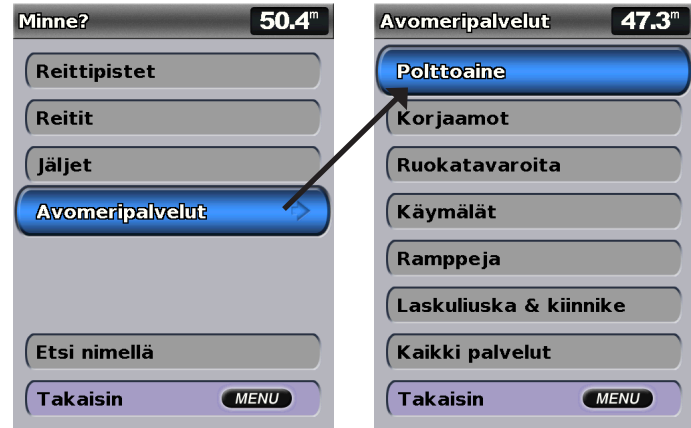 Minne? 50.4m
Reittipistet
Reitit
Jäljet
Avomeripalvelut
Etsi nimellä
Takaisin MENU
Avomeripalvelut 47.3m
Polttoaine
Korjaamot
Ruokatavaroita
Käymälät
Ramppeja
Laskuliuska & kiinnike
Kaikki palvelut
Takaisin MENU